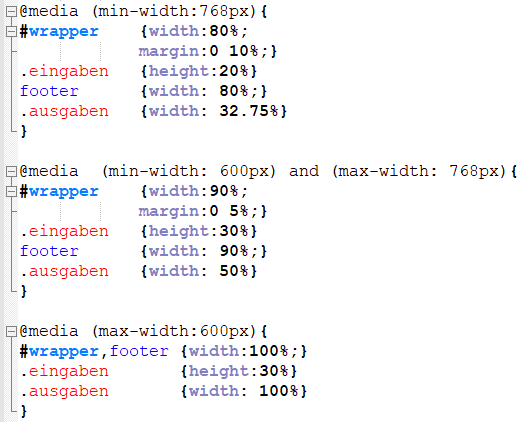 @media (min-width:768px){
#wrapper {width:80%;
margin:0 10%;}
.eingaben {height:20%}
footer {width: 80%;}
.ausgaben {width: 32.75%}
}
@media (min-width: 600px) and (max-width: 768px){
#wrapper {width:90%;
margin:0 5%;}
.eingaben {height:30%}
footer {width: 90%;}
.ausgaben {width: 50%}
}
@media (max-width:600px){
#wrapper,footer {width:100%;}
.eingaben {height:30%}
.ausgaben {width: 100%}
}